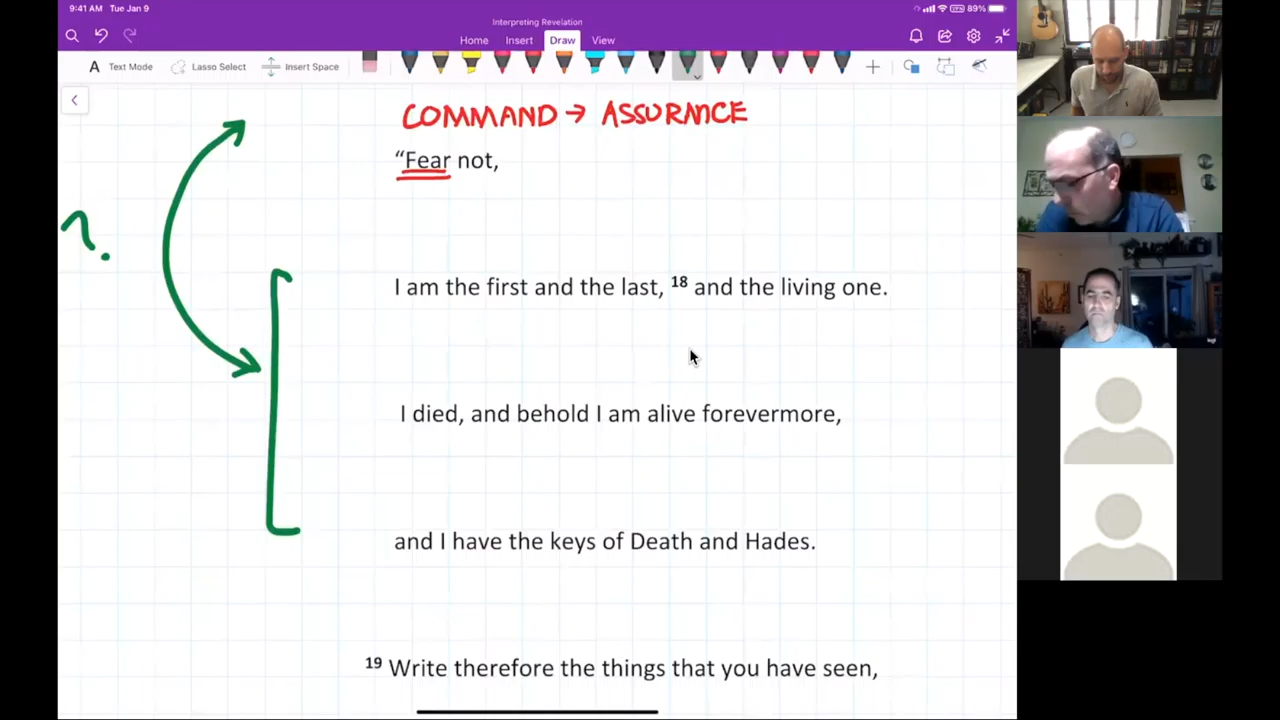 9:41 AM Tue Jan 9
89%
Interpreting Revelation
Home Insert Draw View
A Text Mode Lasso Select Insert Space
COMMAND → ASSURANCE
“Fear not,
?
I am the first and the last, 18 and the living one.
I died, and behold I am alive forevermore,
and I have the keys of Death and Hades.
19 Write therefore the things that you have seen,